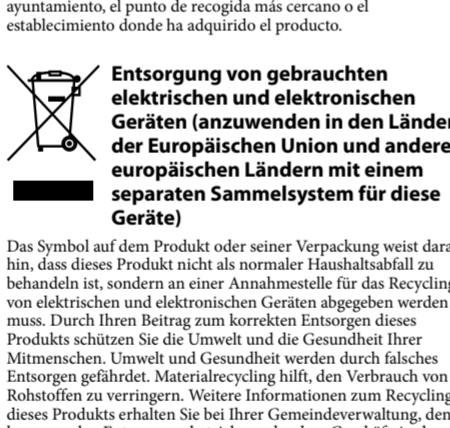 ayuntamiento, el punto de recogida más cercano o el
establecimiento donde ha adquirido el producto.
Entsorgung von gebrauchten
elektrischen und elektronischen
Geräten (anzuwenden in den Länder
der Europäischen Union und andere
europäischen Ländern mit einem
separaten Sammelsystem für diese
Geräte)
Das Symbol auf dem Produkt oder seiner Verpackung weist dara
hin, dass dieses Produkt nicht als normaler Haushaltsabfall zu
behandeln ist, sondern an einer Annahmestelle für das Recycling
von elektrischen und elektronischen Geräten abgegeben werden
muss. Durch Ihren Beitrag zum korrekten Entsorgen dieses
Produkts schützen Sie die Umwelt und die Gesundheit Ihrer
Mitmenschen. Umwelt und Gesundheit werden durch falsches
Entsorgen gefährdet. Materialrecycling hilft, den Verbrauch von
Rohstoffen zu verringern. Weitere Informationen zum Recycling
dieses Produkts erhalten Sie bei Ihrer Gemeindeverwaltung, den